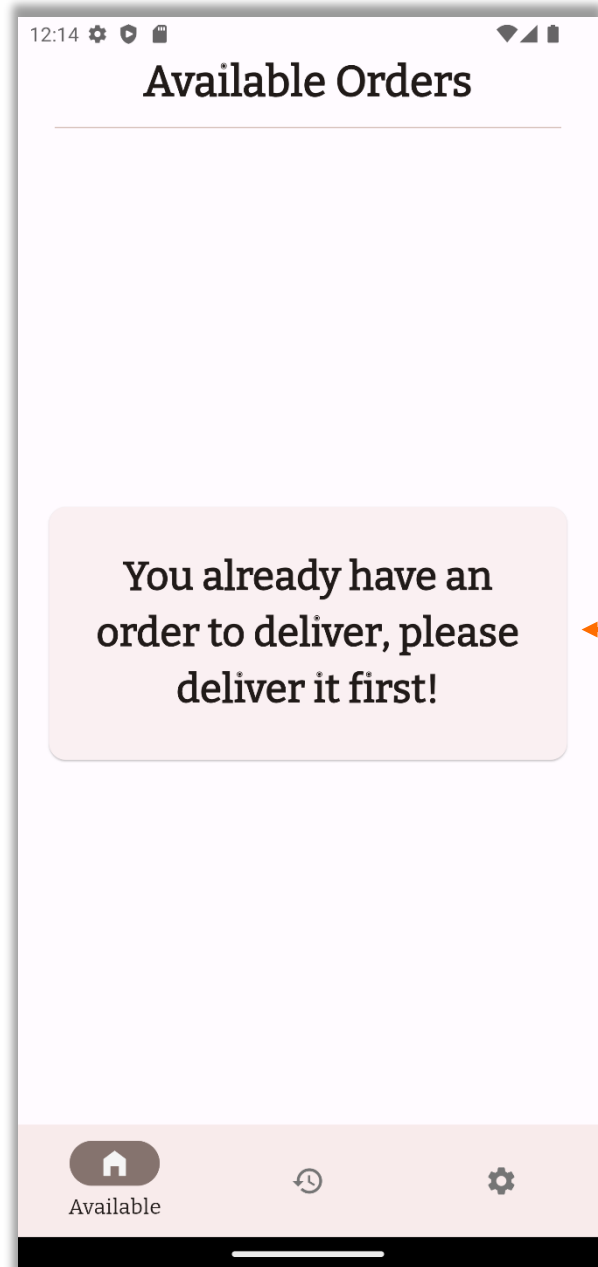 12:14
Available Orders
You already have an
order to deliver, please
deliver it first!
Available